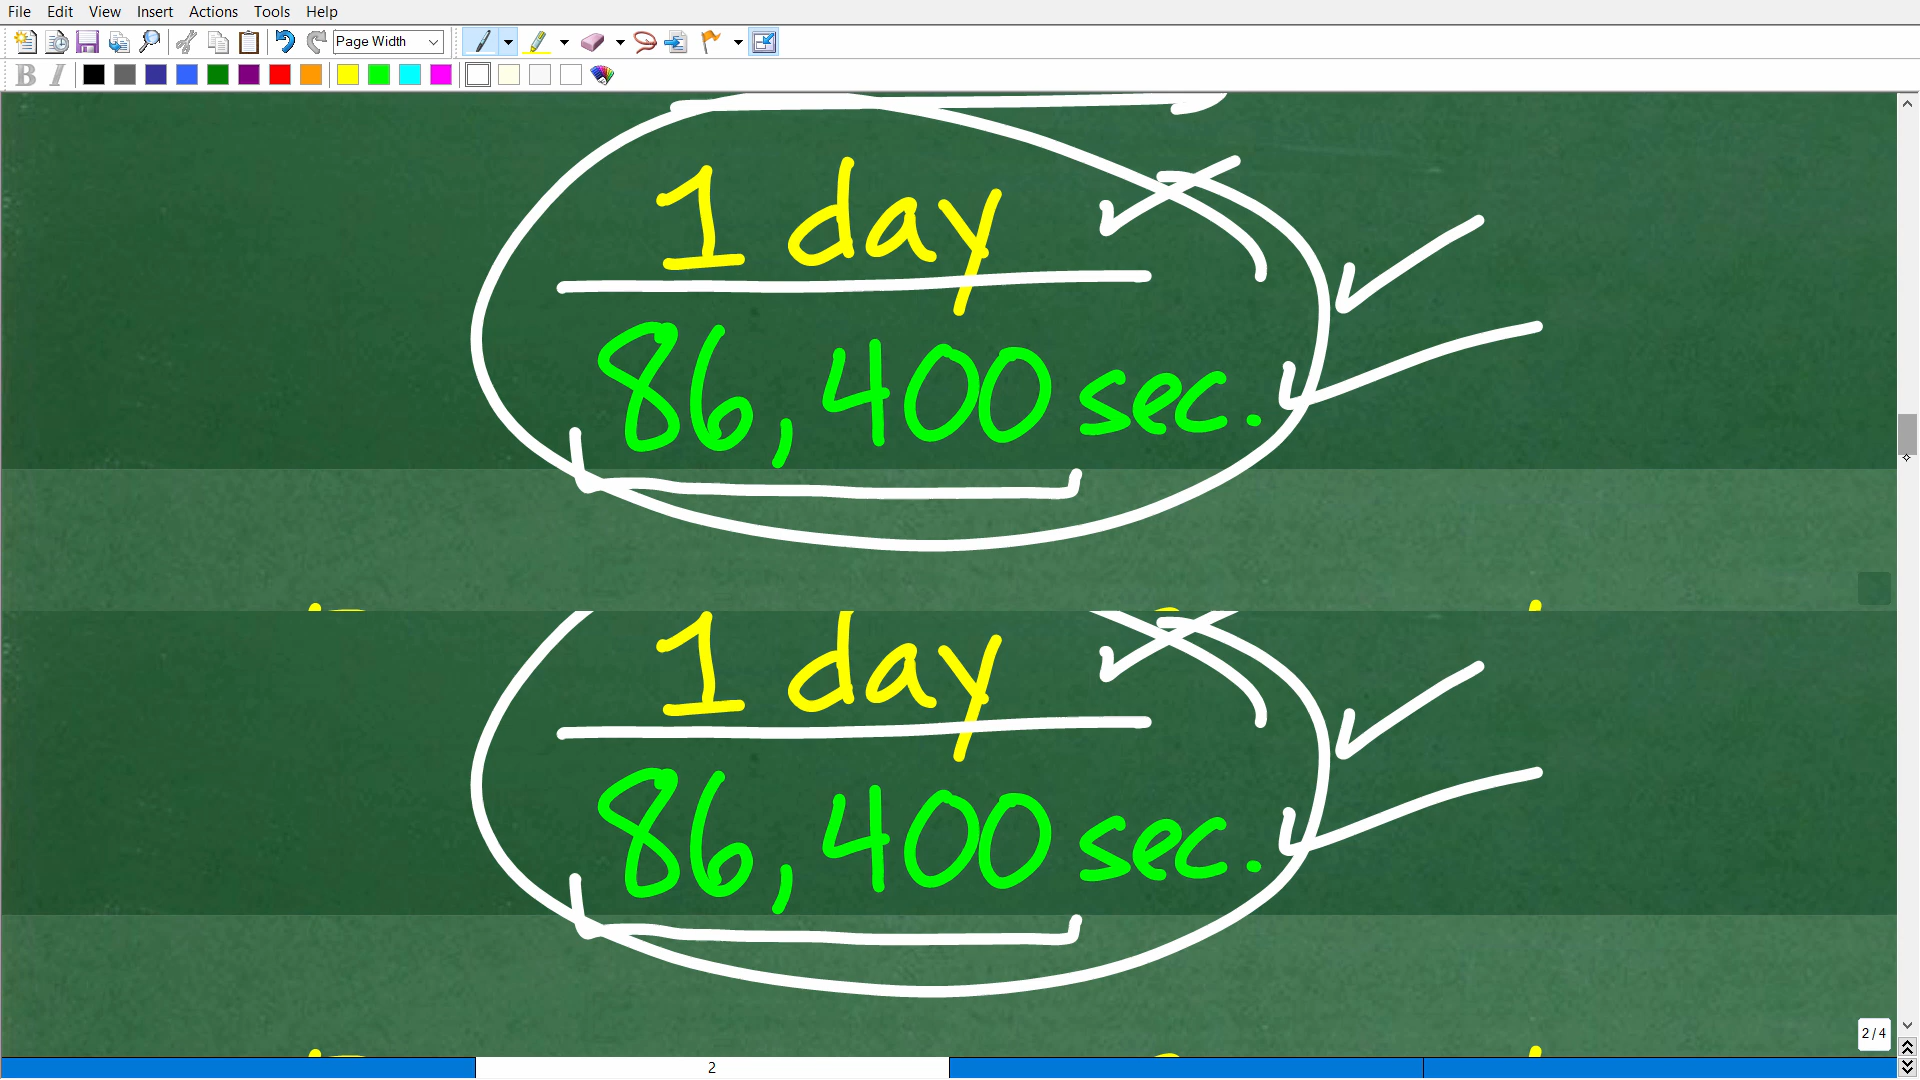 File Edit View Insert Actions Tools Help
Page Width
B I
1 day
86,400 sec.
1 day
86,400 sec.
2 / 4
2